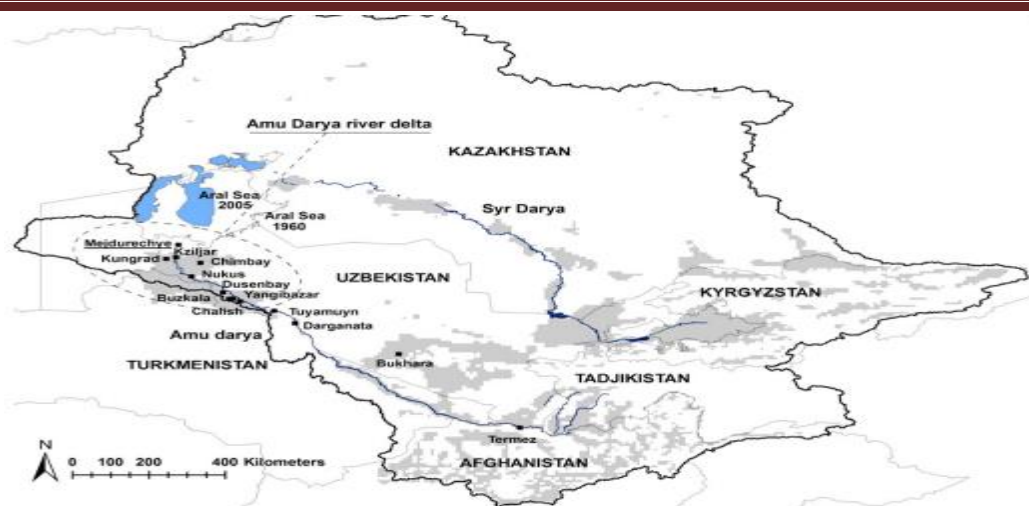 Amu Darya river delta
KAZAKHSTAN
Aral Sea
2005
Syr Darya
Aral Sea
1960
Mejdurechye
Kziljar
Kungrad
Chimbay
Nukus
UZBEKISTAN
Dusenbay
KYRGYZSTAN
Buzkala
Yangibazar
Chalish
Tuyamuyn
Darganata
Amu darya
TURKMENISTAN
Bukhara
TADJIKISTAN
Termez
N
0 100 200 400 Kilometers
AFGHANISTAN